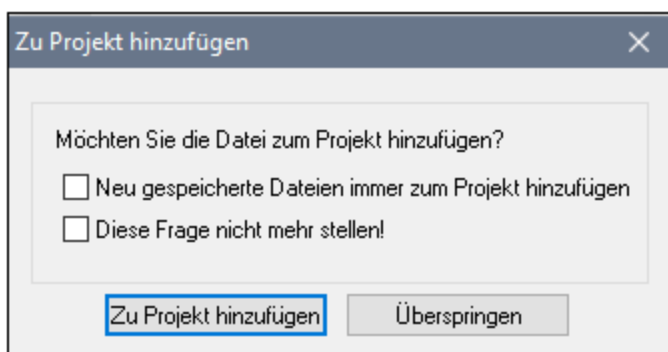 Zu Projekt hinzufügen
Möchten Sie die Datei zum Projekt hinzufügen?
Neu gespeicherte Dateien immer zum Projekt hinzufügen
Diese Frage nicht mehr stellen!
Zu Projekt hinzufügen
Überspringen